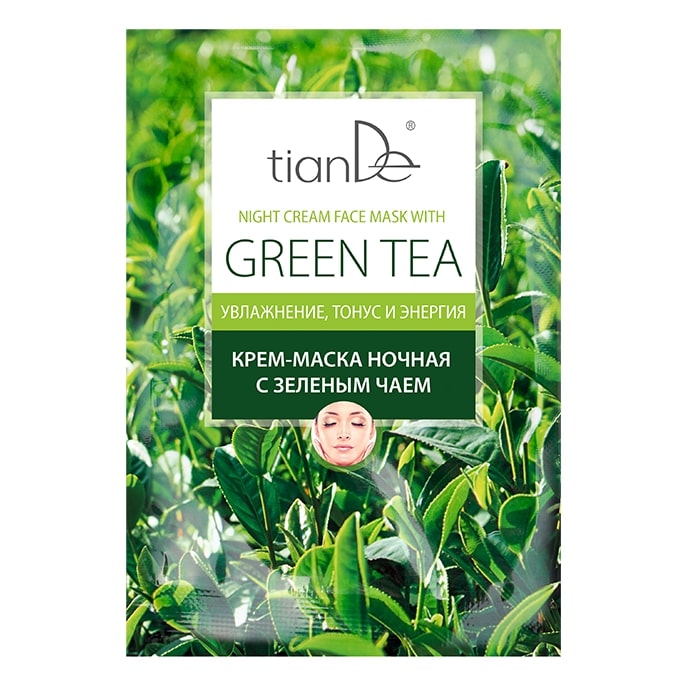 tianDe®
NIGHT CREAM FACE MASK WITH
GREEN TEA
УВЛАЖНЕНИЕ, ТОНУС И ЭНЕРГИЯ
КРЕМ-МАСКА НОЧНАЯ
С ЗЕЛЕНЫМ ЧАЕМ